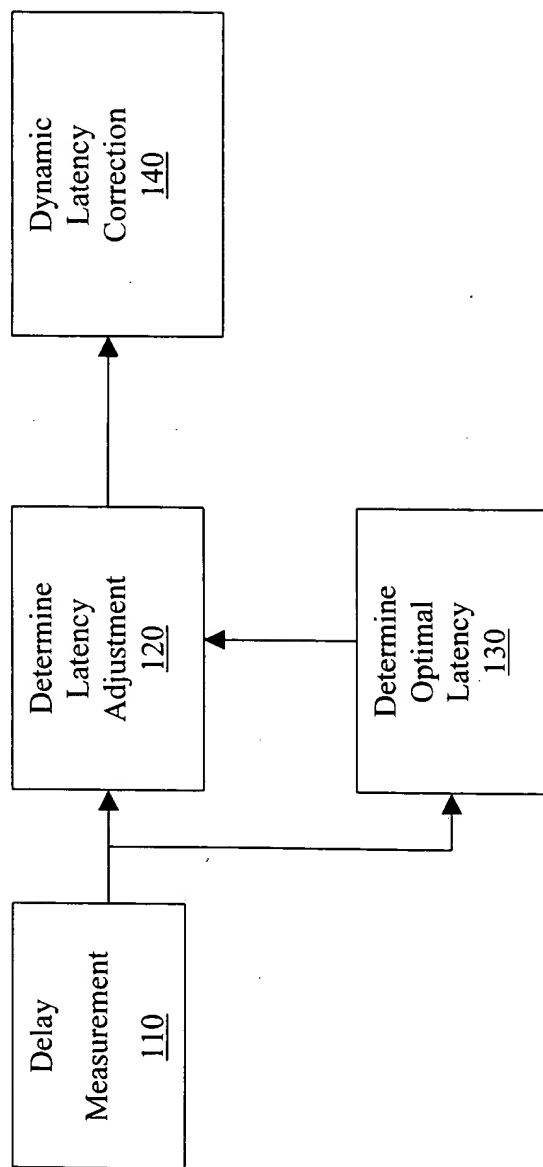 Delay
Measurement
110
Determine
Latency
Adjustment
120
Determine
Optimal
Latency
130
Dynamic
Latency
Correction
140